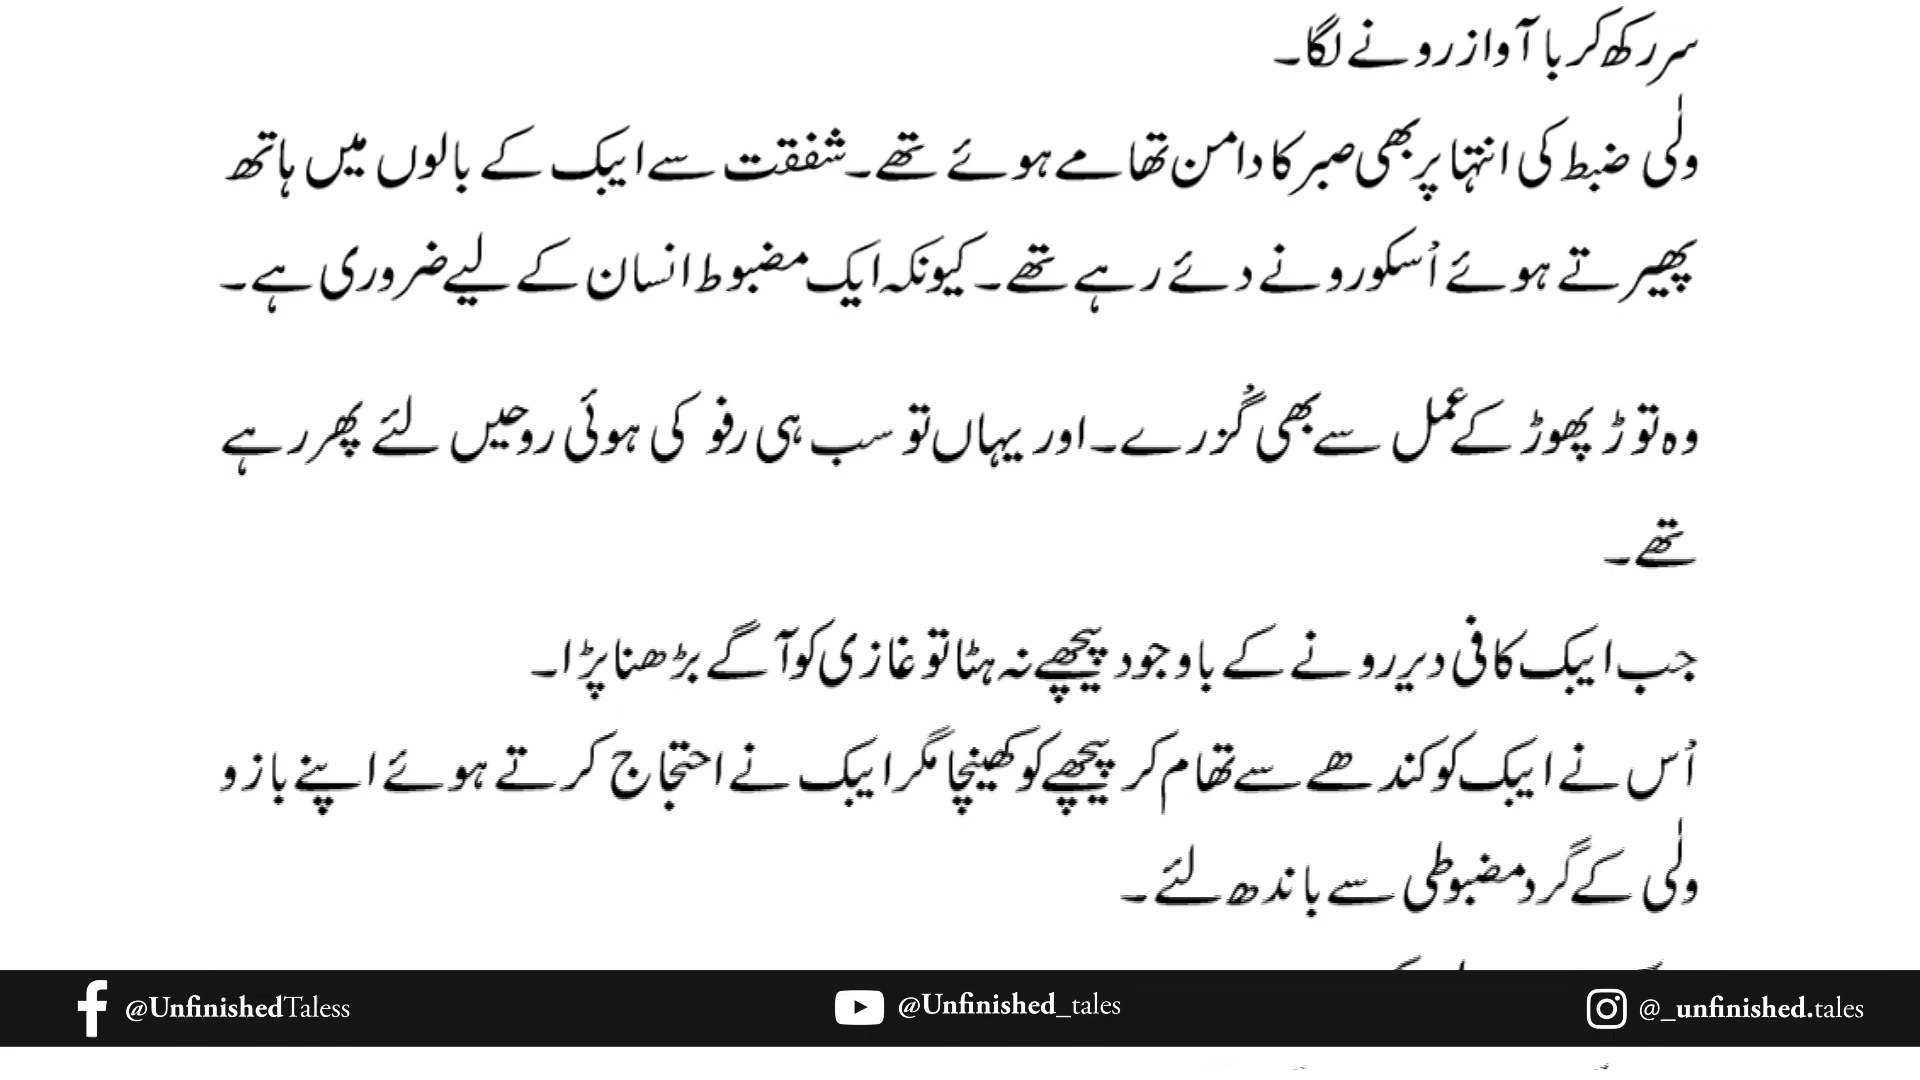 سر رکھ کر با آواز رونے لگا۔
ولٰی ضبط کی انتہا پر بھی صبر کا دامن تھامے ہوئے تھے۔شفقت سے ایبک کے بالوں میں ہاتھ
پھیرتے ہوئے اُسکو رونے دئے رہے تھے۔کیونکہ ایک مضبوط انسان کے لیے ضروری ہے۔
وہ توڑ پھوڑ کے عمل سے بھی گُزرے۔اور یہاں تو سب ہی رفو کی ہوئی روحیں لئے پھر رہے
تھے۔
جب ایبک کافی دیر رونے کے باوجود پیچھے نہ ہٹا تو غازی کو آگے بڑھنا پڑا۔
اُس نے ایبک کو کندھے سے تھام کر پیچھے کو کھینچا مگر ایبک نے احتجاج کرتے ہوئے اپنے بازو
ولٰی کے گرد مضبوطی سے باندھ لئے۔
@UnfinishedTaless
@Unfinished_tales
@_unfinished.tales